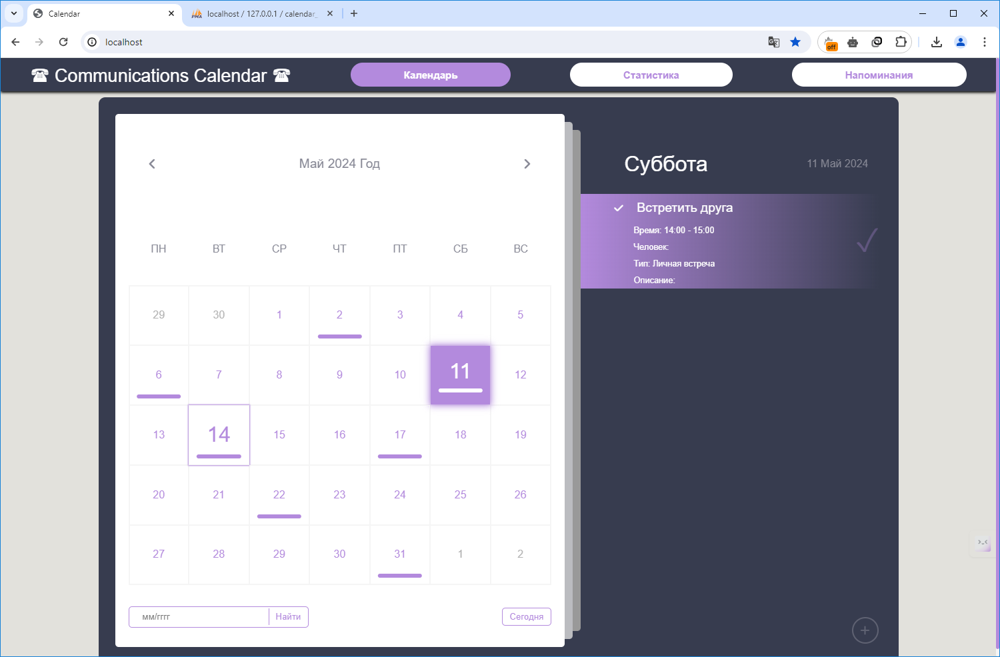 Calendar
localhost / 127.0.0.1 / calendar_
localhost
off
Communications Calendar
Календарь
Статистика
Напоминания
Май 2024 Год
ПН ВТ СР ЧТ ПТ СБ ВС
29 30 1 2 3 4 5
6 7 8 9 10 11 12
13 14 15 16 17 18 19
20 21 22 23 24 25 26
27 28 29 30 31 1 2
мм/гггг
Найти
Сегодня
Суббота
11 Май 2024
Встретить друга
Время: 14:00 - 15:00
Человек:
Тип: Личная встреча
Описание: